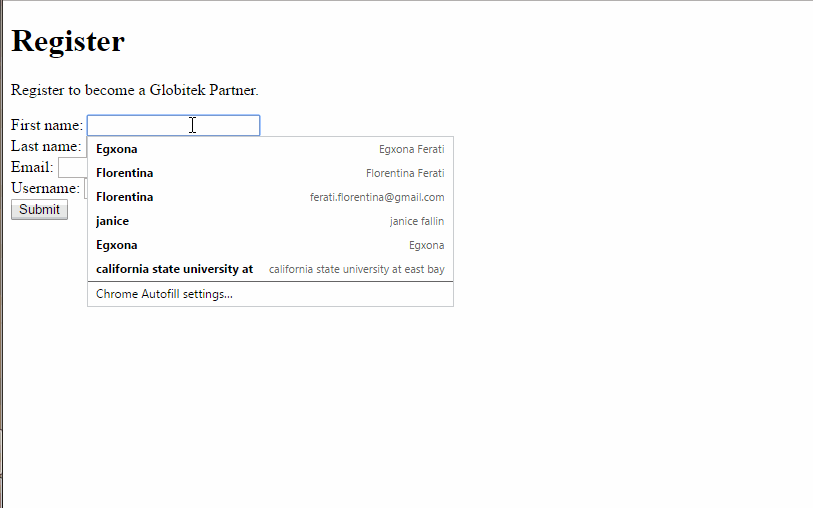 Register
Register to become a Globitek Partner.
First name:
Last name:
Email:
Username:
Submit
Egxona Egxona Ferati
Florentina Florentina Ferati
Florentina ferati.florentina@gmail.com
janice janice fallin
Egxona Egxona
california state university at california state university at east bay
Chrome Autofill settings...